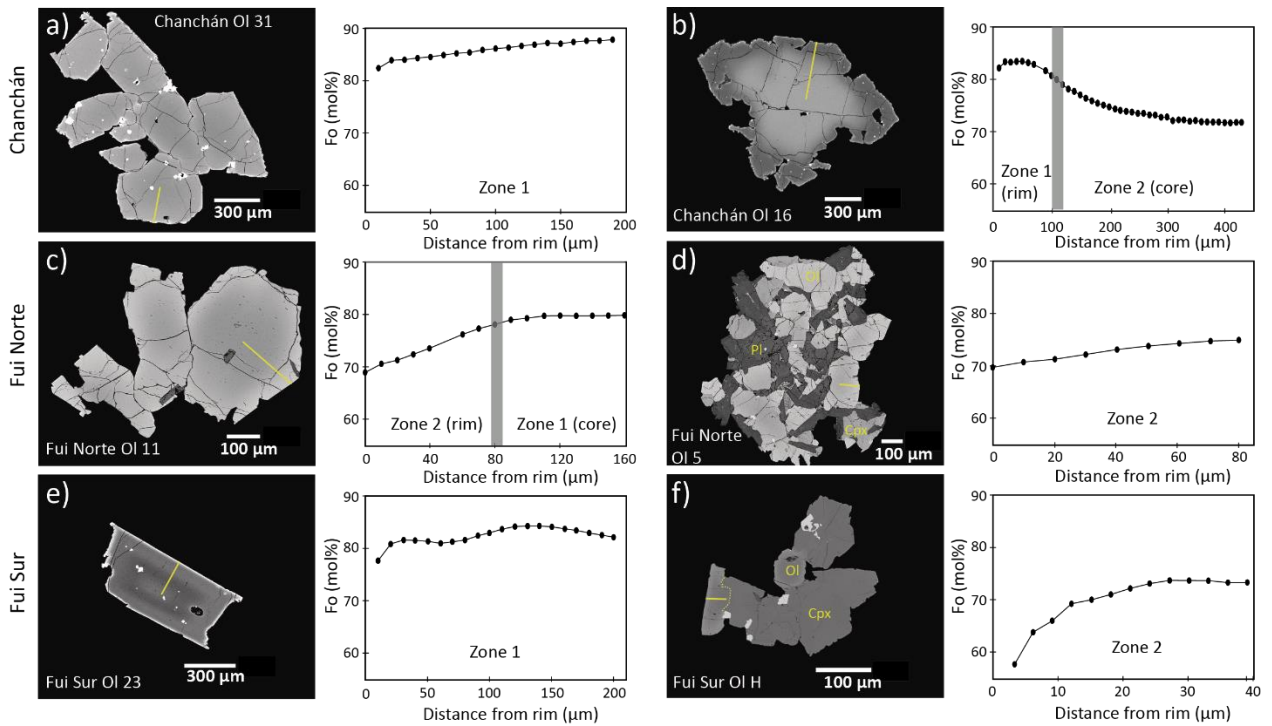 Chanchán
a)
Chanchán Ol 31
300 µm
Fo (mol%)
90
80
70
60
Zone 1
0 50 100 150 200
Distance from rim (µm)
b)
Chanchán Ol 16
300 µm
Fo (mol%)
90
80
70
60
Zone 1
(rim)
Zone 2 (core)
0 100 200 300 400
Distance from rim (µm)
Fui Norte
c)
Fui Norte Ol 11
100 µm
Fo (mol%)
90
80
70
60
Zone 2 (rim)
Zone 1 (core)
0 40 80 120 160
Distance from rim (µm)
d)
Ol
Pl
Cpx
Fui Norte
Ol 5
100 µm
Fo (mol%)
90
80
70
60
Zone 2
0 20 40 60 80
Distance from rim (µm)
Fui Sur
e)
Fui Sur Ol 23
300 µm
Fo (mol%)
90
80
70
60
Zone 1
0 50 100 150 200
Distance from rim (µm)
f)
Ol
Cpx
Fui Sur Ol H
100 µm
Fo (mol%)
90
80
70
60
Zone 2
0 10 20 30 40
Distance from rim (µm)